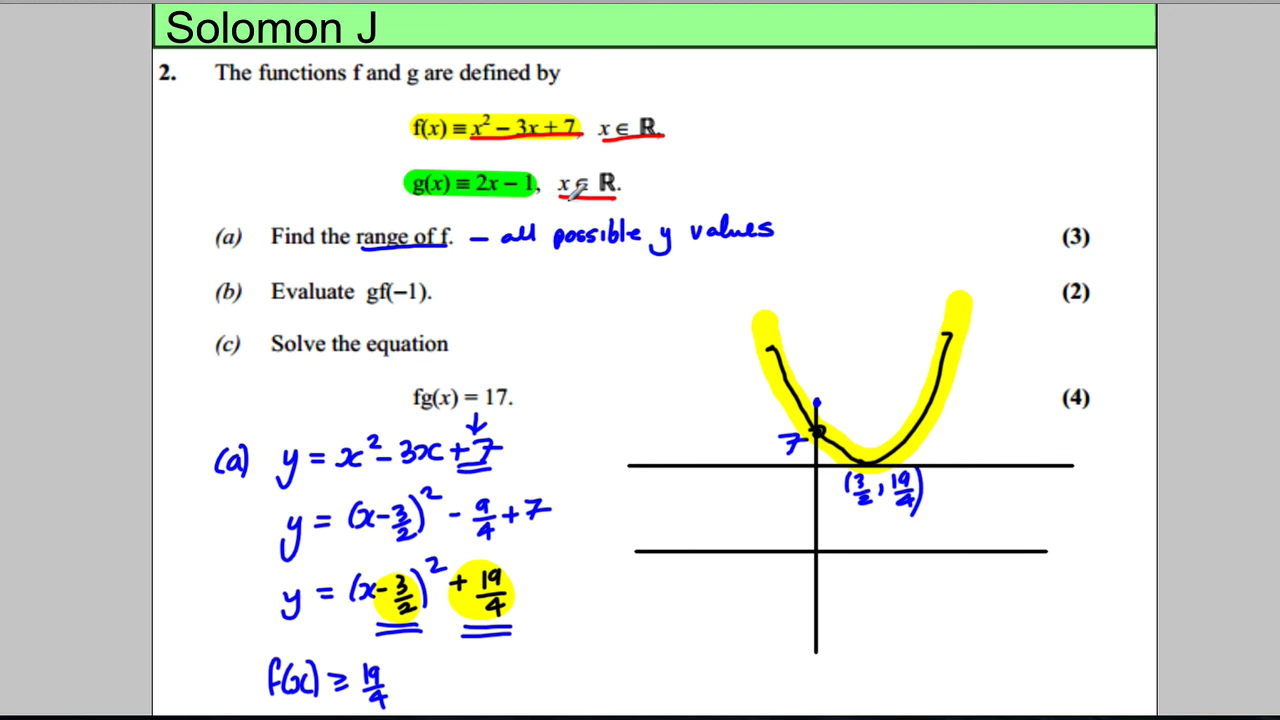 Solomon J
2. The functions f and g are defined by
f(x) ≡ x² − 3x + 7, x ∈ ℝ.
g(x) ≡ 2x − 1, x ∈ ℝ.
(a) Find the range of f. – all possible y values (3)
(b) Evaluate gf(−1). (2)
(c) Solve the equation
fg(x) = 17. (4)
(a) y = x² − 3x + 7
7
(3/2, 19/4)
y = (x − 3/2)² − 9/4 + 7
y = (x − 3/2)² + 19/4
f(x) ≥ 19/4